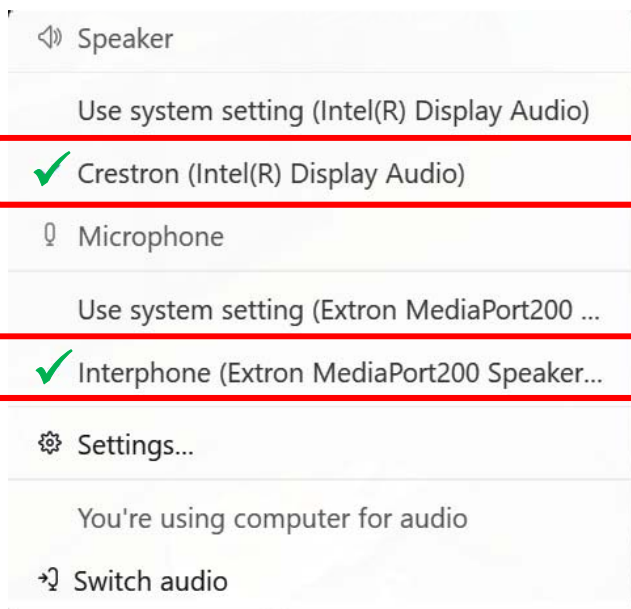 Speaker
Use system setting (Intel(R) Display Audio)
Crestron (Intel(R) Display Audio)
Microphone
Use system setting (Extron MediaPort200 ...
Interphone (Extron MediaPort200 Speaker...
Settings...
You're using computer for audio
Switch audio